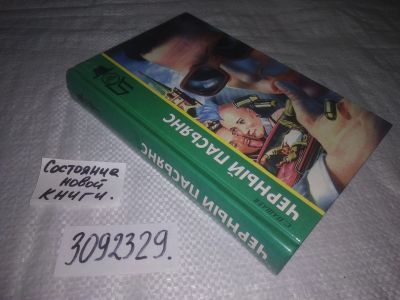 ЧЕРНЫЙ ПАСЬЯНС
ЧЕРНЫЙ ПАСЬЯНС
Состояние
новой
книги.
3092329.